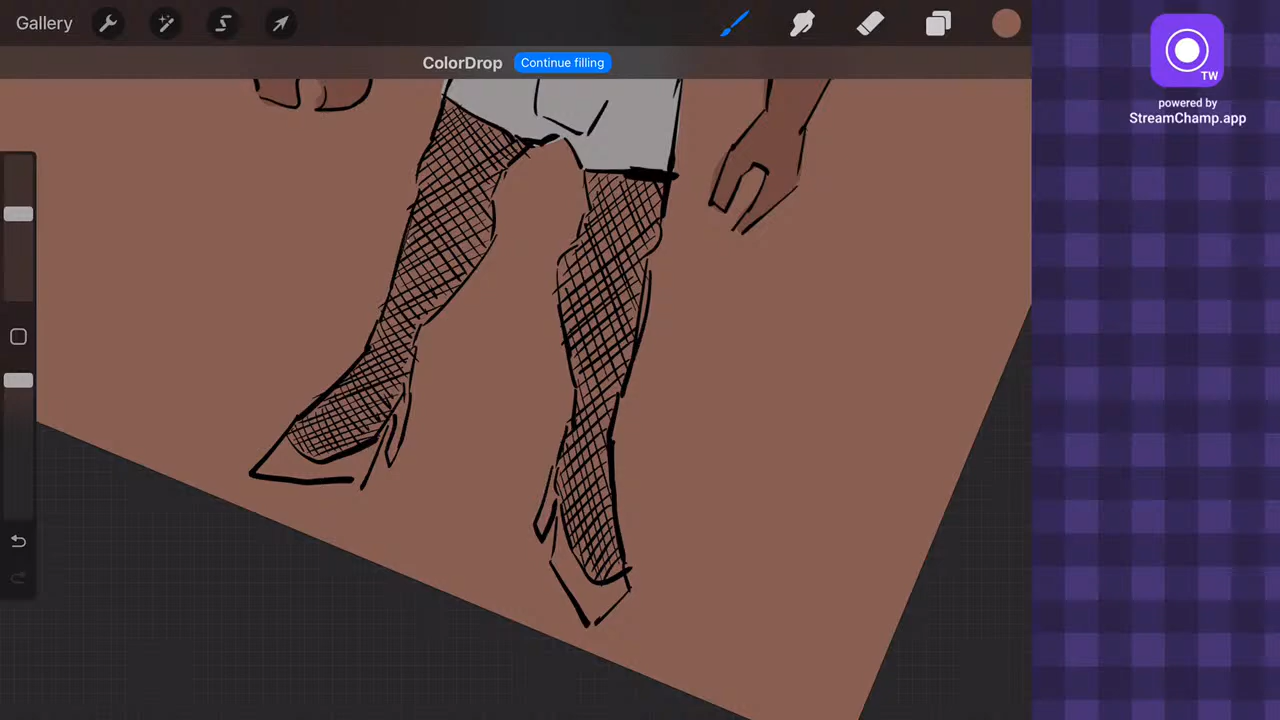 Gallery
ColorDrop
Continue filling
TW
powered by
StreamChamp.app